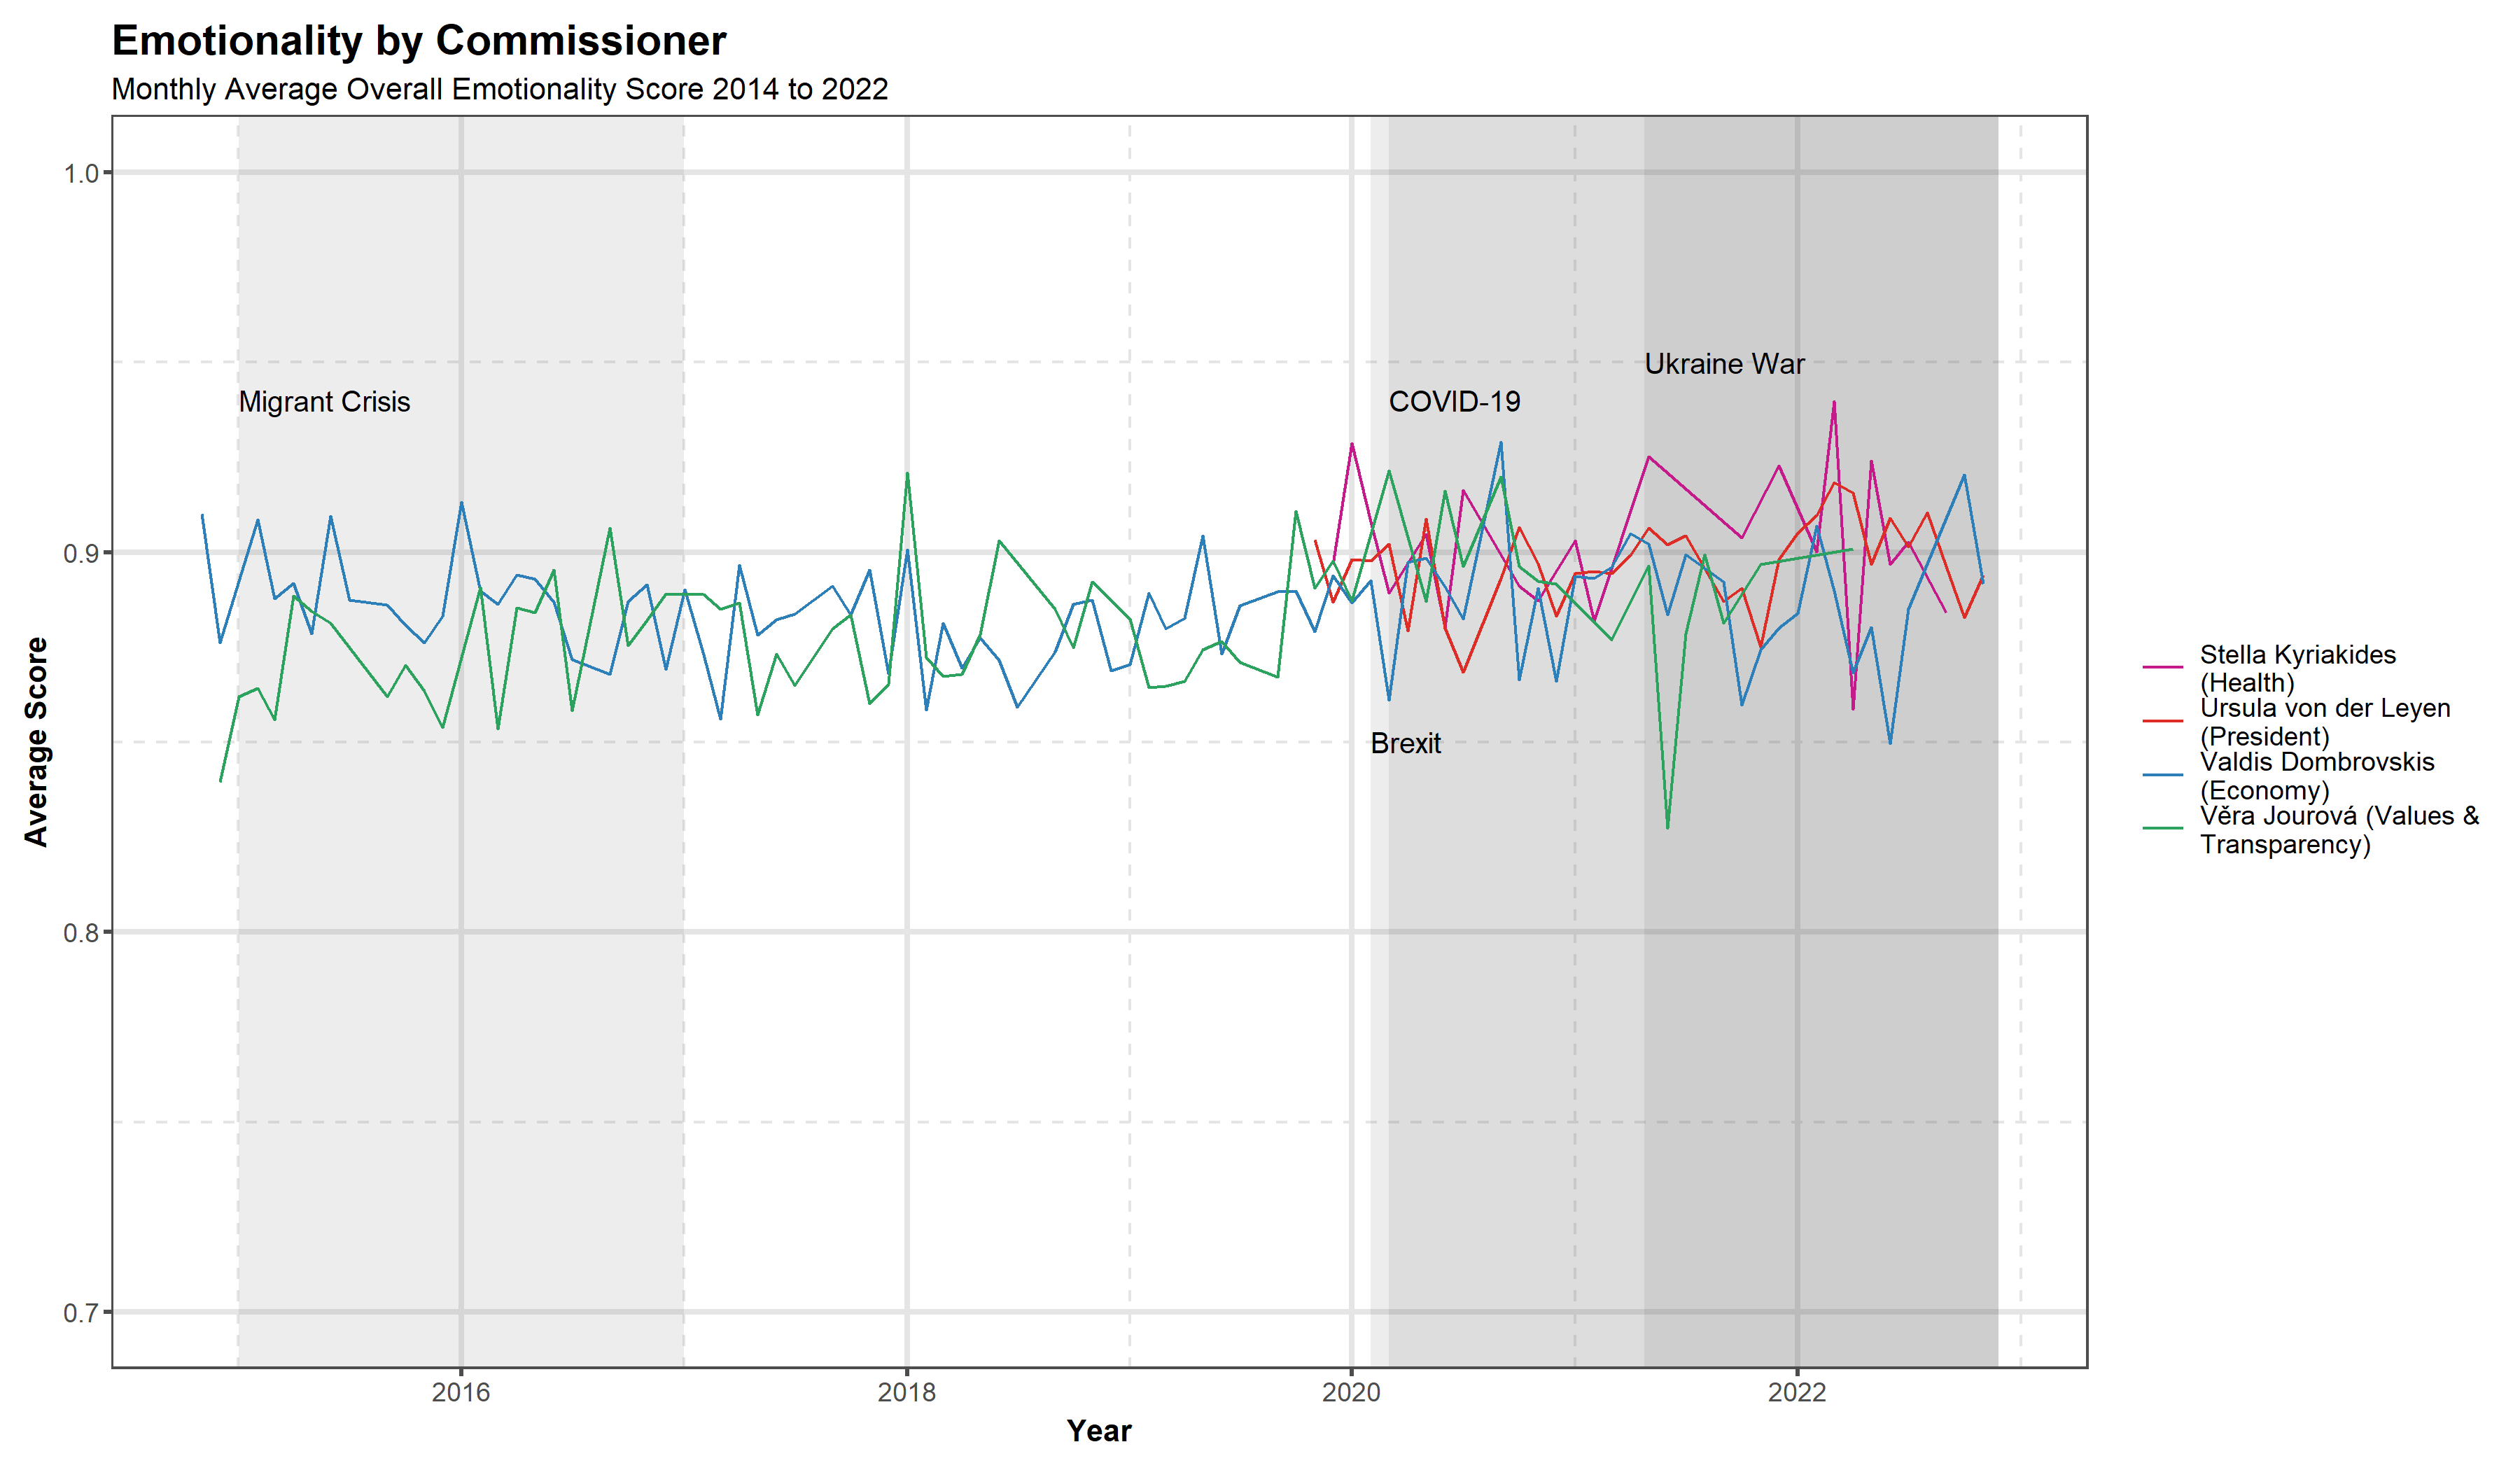 Emotionality by Commissioner
Monthly Average Overall Emotionality Score 2014 to 2022
1.0
0.9
0.8
0.7
Average Score
Migrant Crisis
Ukraine War
COVID-19
Brexit
2016
2018
2020
2022
Year
Stella Kyriakides
(Health)
Ursula von der Leyen
(President)
Valdis Dombrovskis
(Economy)
Věra Jourová (Values &
Transparency)